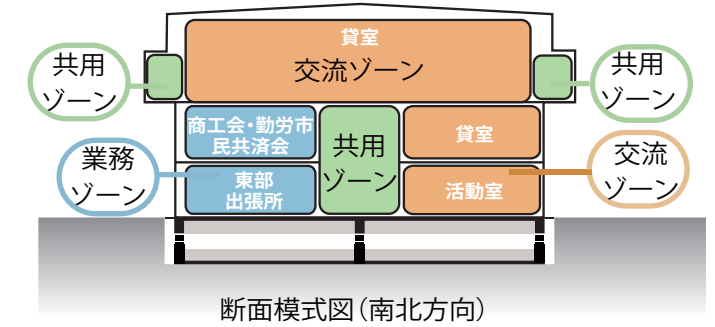 貸室
交流ゾーン
共用
ゾーン
共用
ゾーン
商工会・勤労市
民共済会
共用
ゾーン
貸室
業務
ゾーン
交流
ゾーン
東部
出張所
活動室
断面模式図（南北方向）